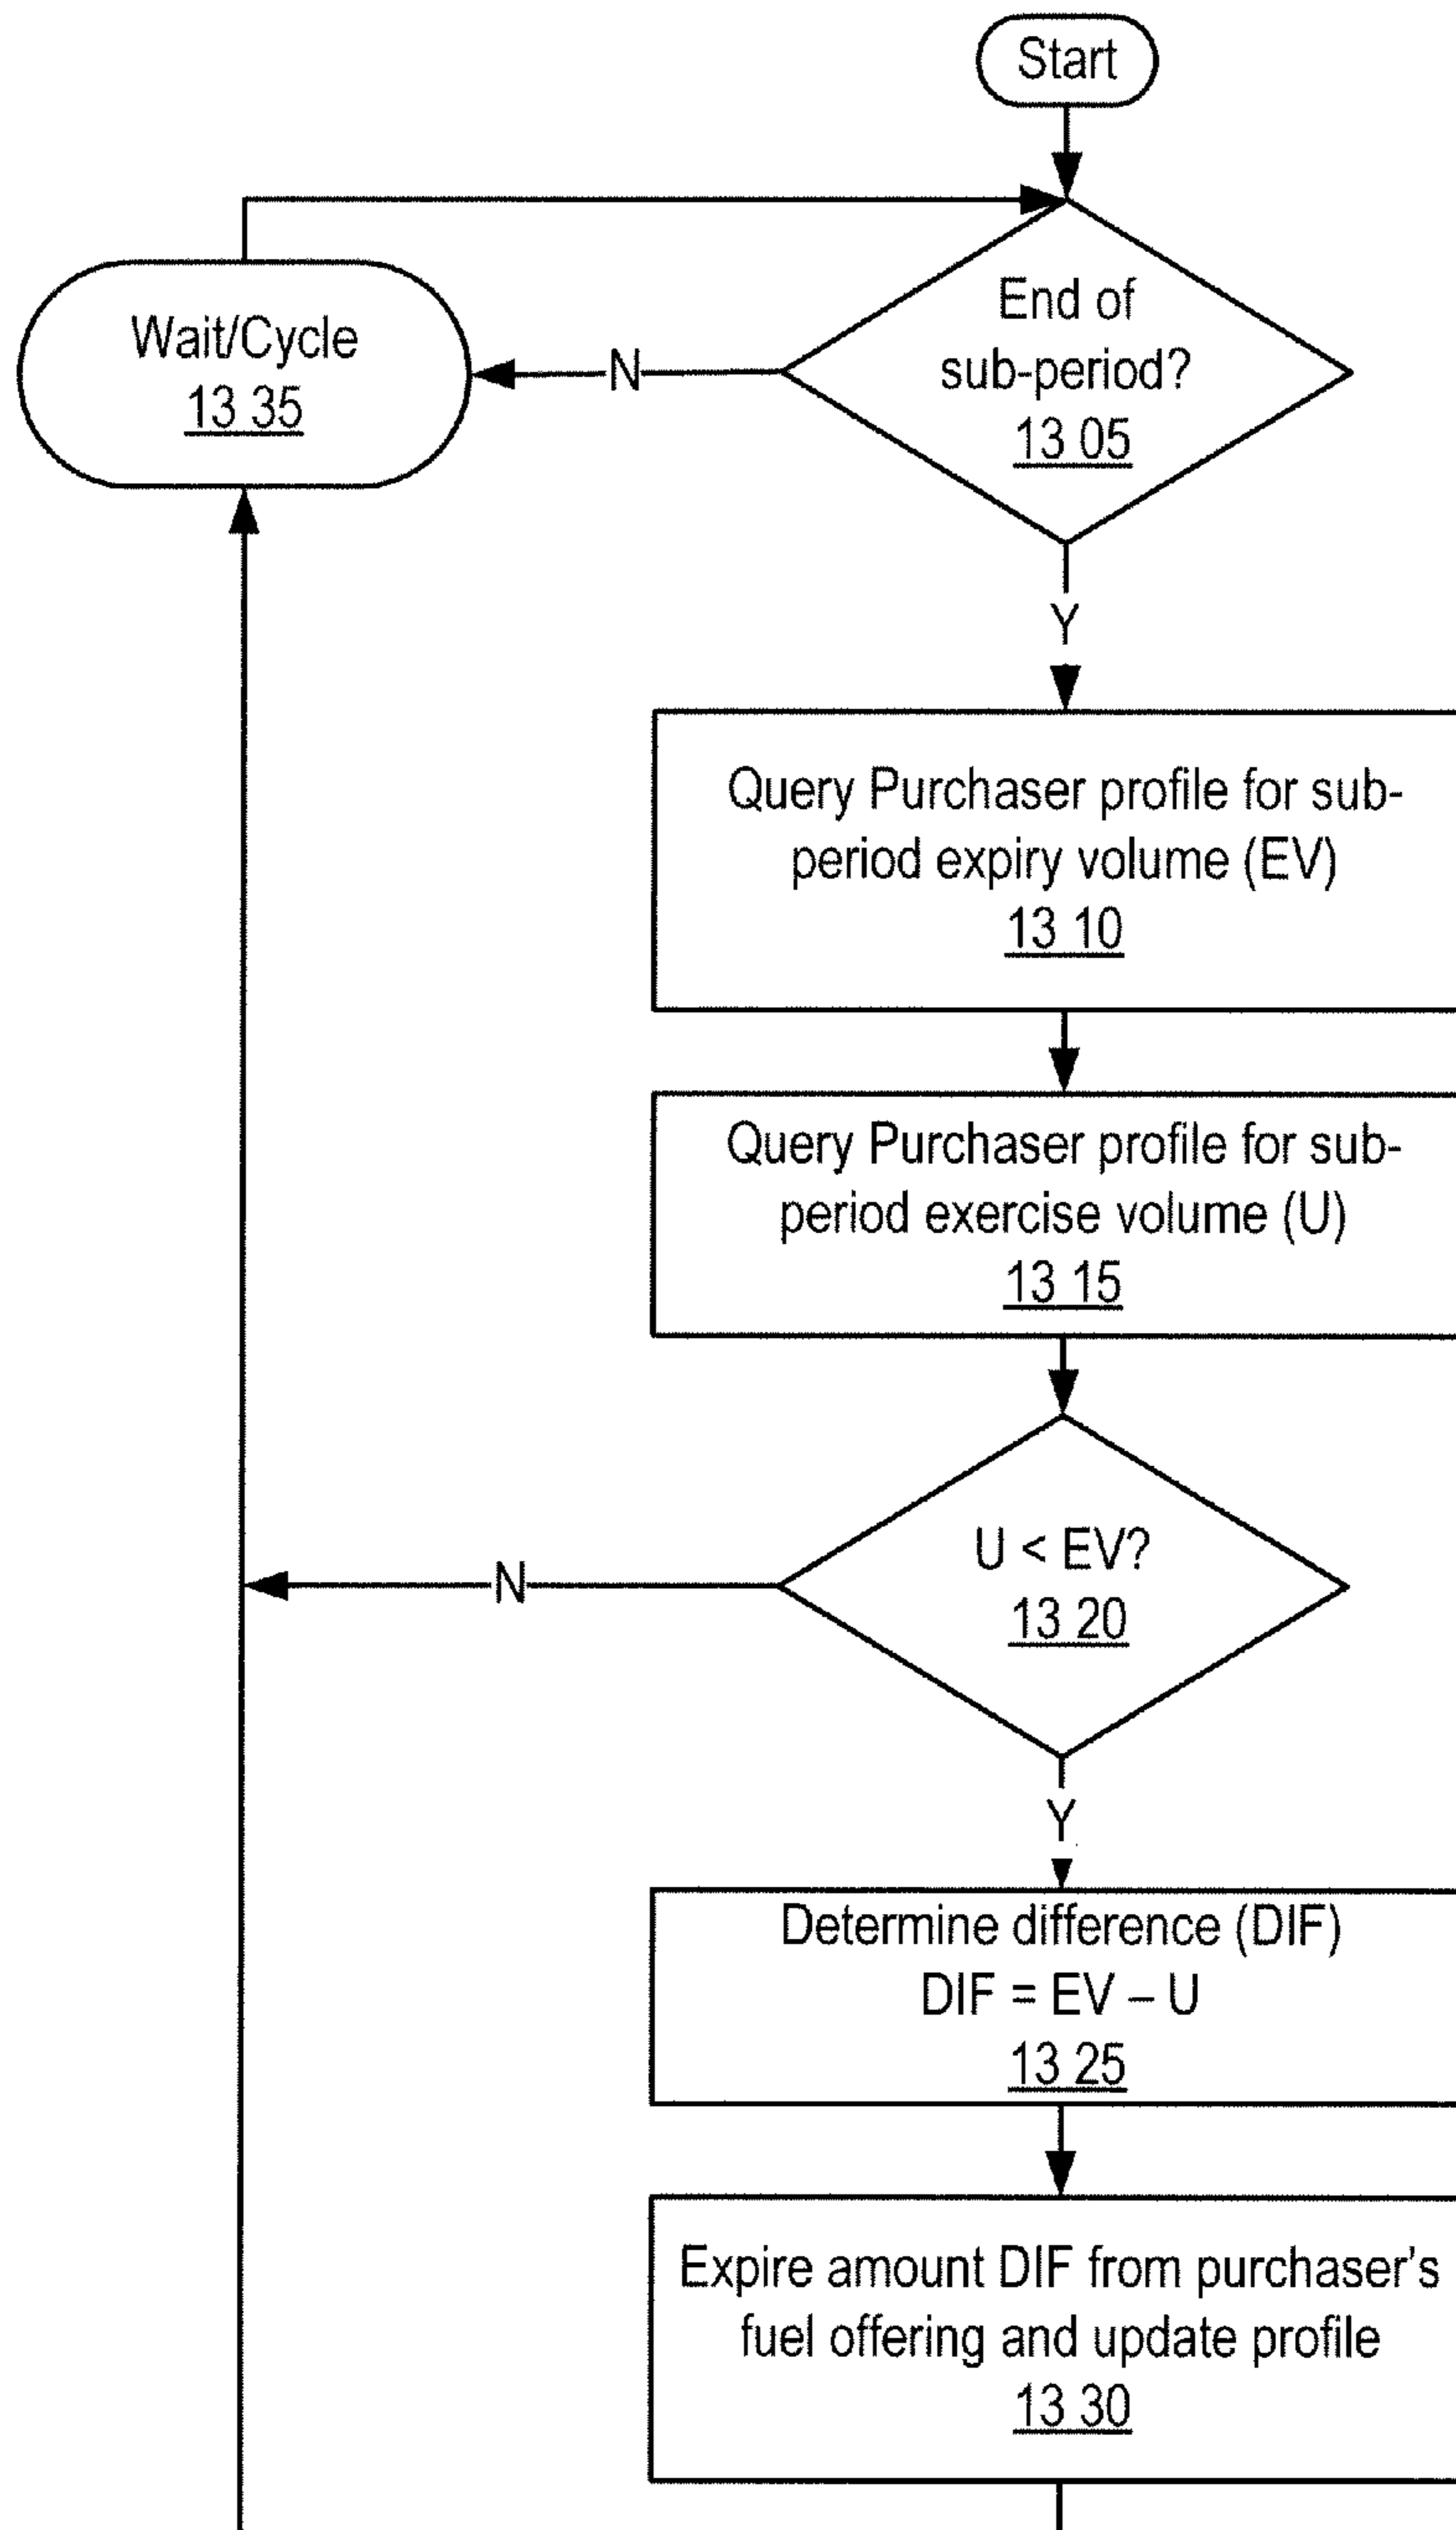 Start
End of
sub-period?
13 05
N
Wait/Cycle
13 35
Y
Query Purchaser profile for sub-
period expiry volume (EV)
13 10
Query Purchaser profile for sub-
period exercise volume (U)
13 15
U < EV?
13 20
N
Y
Determine difference (DIF)
DIF = EV – U
13 25
Expire amount DIF from purchaser's
fuel offering and update profile
13 30